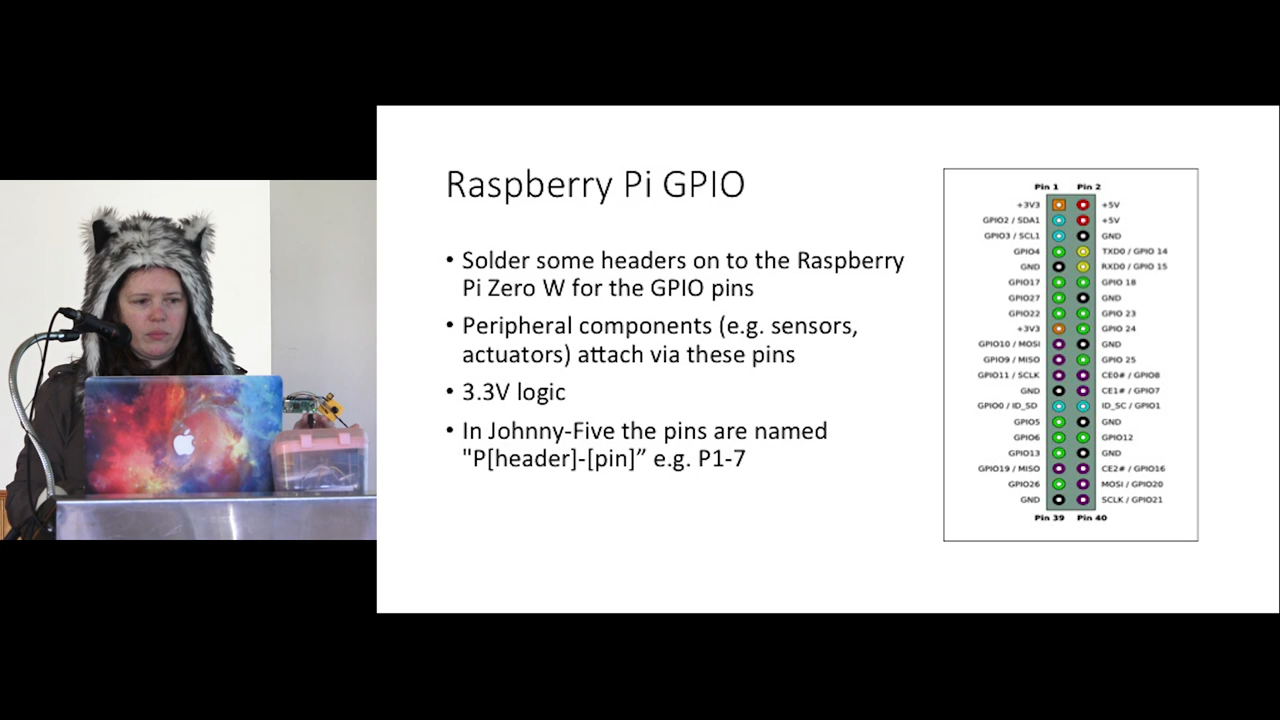 Raspberry Pi GPIO
• Solder some headers on to the Raspberry
Pi Zero W for the GPIO pins
• Peripheral components (e.g. sensors,
actuators) attach via these pins
• 3.3V logic
• In Johnny-Five the pins are named
"P[header]-[pin]” e.g. P1-7
Pin 1 Pin 2
+3V3 +5V
GPIO2 / SDA1 +5V
GPIO3 / SCL1 GND
GPIO4 TXD0 / GPIO 14
GND RXD0 / GPIO 15
GPIO17 GPIO 18
GPIO27 GND
GPIO22 GPIO 23
+3V3 GPIO 24
GPIO10 / MOSI GND
GPIO9 / MISO GPIO 25
GPIO11 / SCLK CE0# / GPIO8
GND CE1# / GPIO7
GPIO0 / ID_SD ID_SC / GPIO1
GPIO5 GND
GPIO6 GPIO12
GPIO13 GND
GPIO19 / MISO CE2# / GPIO16
GPIO26 MOSI / GPIO20
GND SCLK / GPIO21
Pin 39 Pin 40